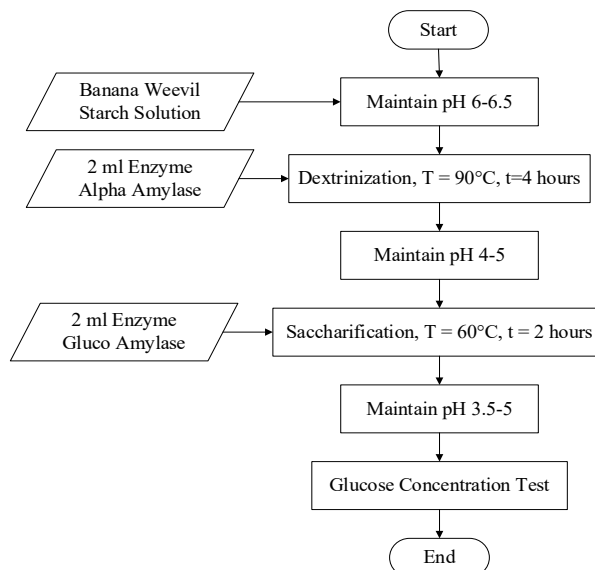 Start
Banana Weevil
Starch Solution
Maintain pH 6-6.5
2 ml Enzyme
Alpha Amylase
Dextrinization, T = 90°C, t=4 hours
Maintain pH 4-5
2 ml Enzyme
Gluco Amylase
Saccharification, T = 60°C, t = 2 hours
Maintain pH 3.5-5
Glucose Concentration Test
End